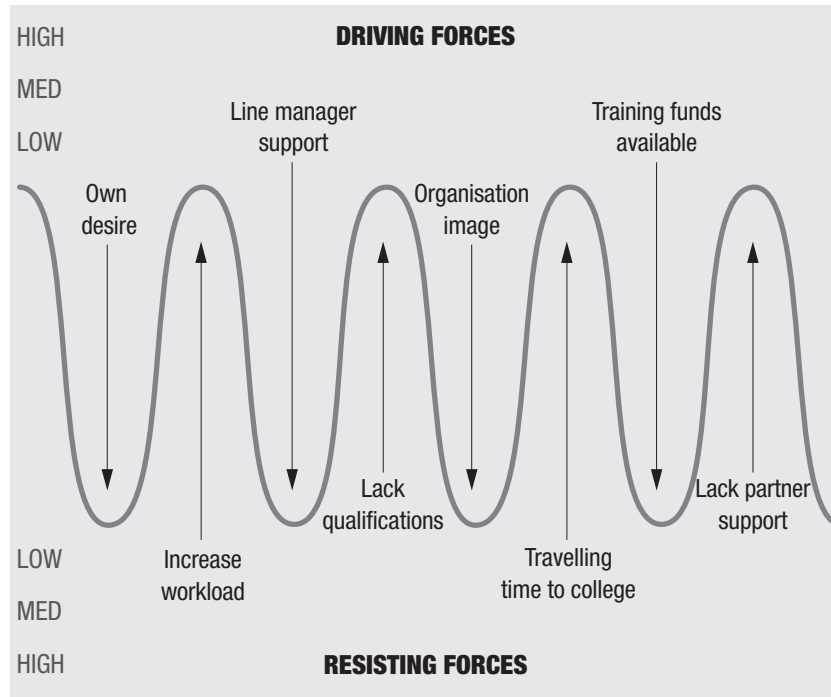 HIGH
DRIVING FORCES
MED
Line manager
support
Training funds
available
LOW
Own
desire
Organisation
image
Lack
qualifications
Lack partner
support
LOW
Increase
workload
Travelling
time to college
MED
HIGH
RESISTING FORCES